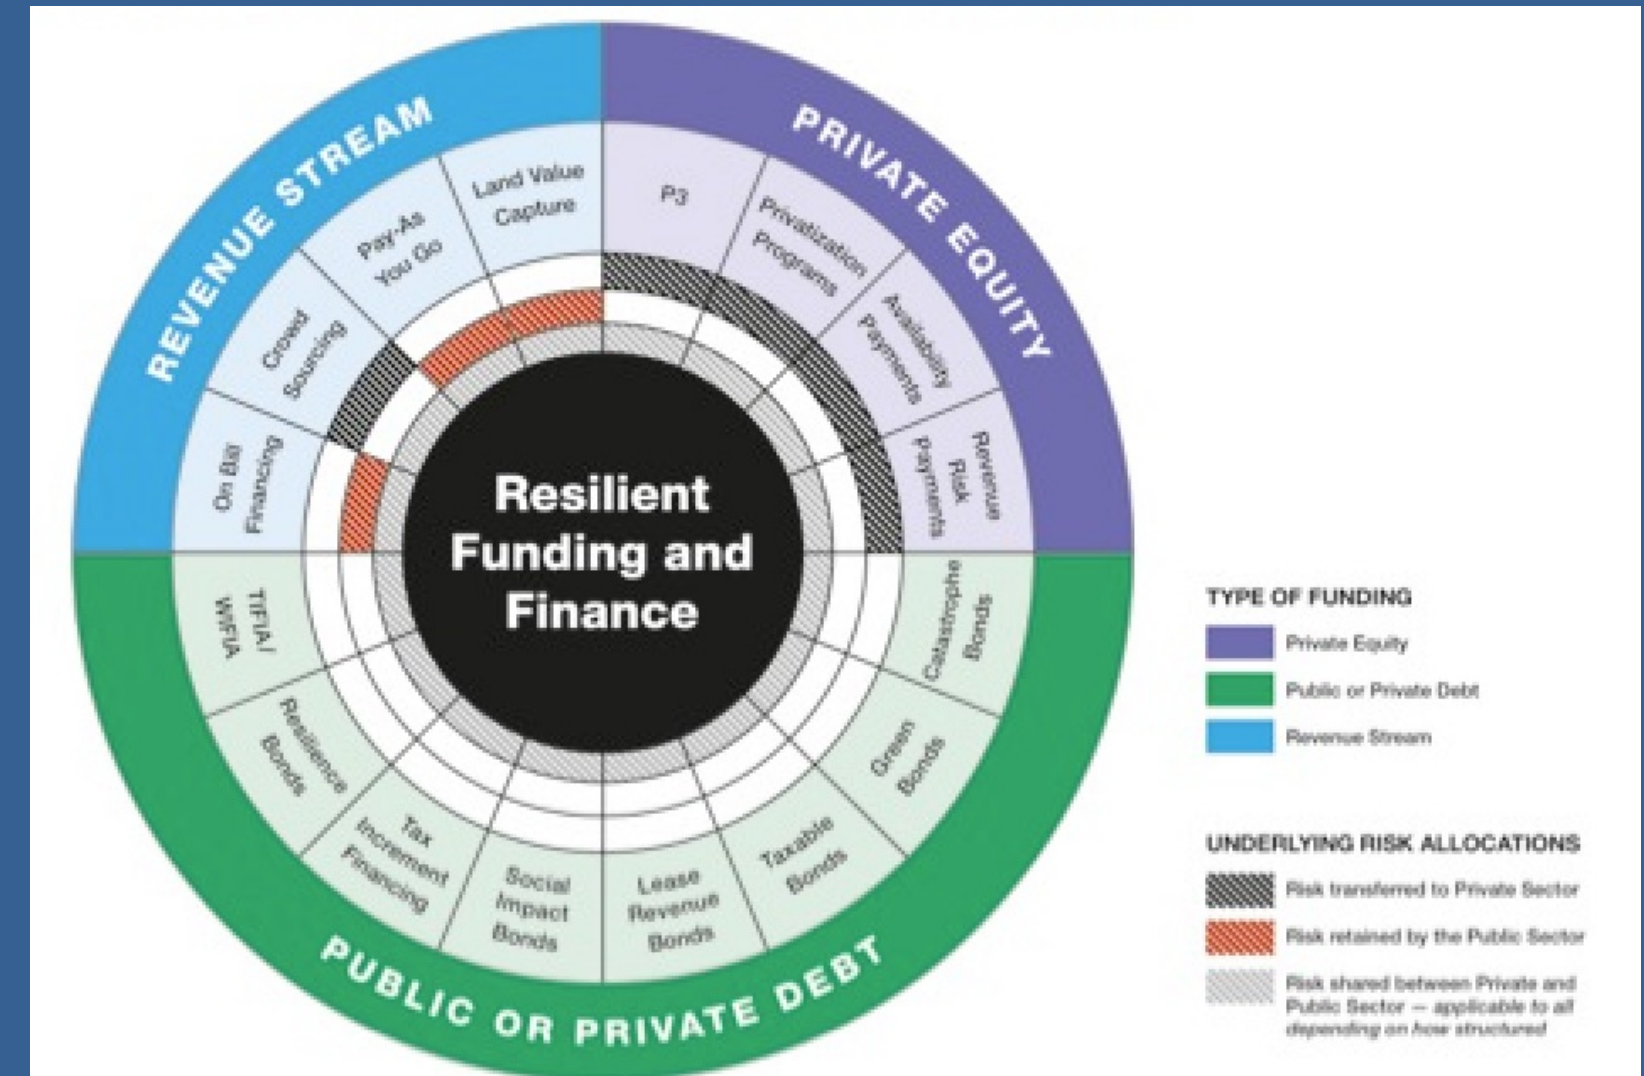 REVENUE STREAM
PRIVATE EQUITY
PUBLIC OR PRIVATE DEBT
Land Value
Capture
Pay-As
You Go
Crowd
Sourcing
On Bill
Financing
P3
Privatization
Programs
Availability
Payments
Revenue
Risk
Payments
Catastrophe
Bonds
Green
Bonds
Taxable
Bonds
Lease
Revenue
Bonds
Social
Impact
Bonds
Tax
Increment
Financing
Resilience
Bonds
TIFIA/
WIFIA
Resilient
Funding and
Finance
TYPE OF FUNDING
Private Equity
Public or Private Debt
Revenue Stream
UNDERLYING RISK ALLOCATIONS
Risk transferred to Private Sector
Risk retained by the Public Sector
Risk shared between Private and
Public Sector — applicable to all
depending on how structured